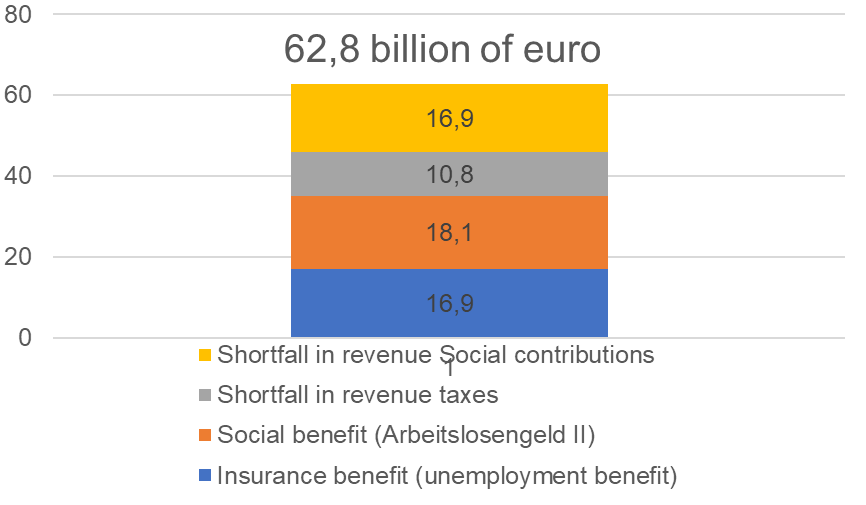 80
62,8 billion of euro
60
16,9
10,8
40
18,1
20
16,9
0
Shortfall in revenue Social contributions
1
Shortfall in revenue taxes
Social benefit (Arbeitslosengeld II)
Insurance benefit (unemployment benefit)